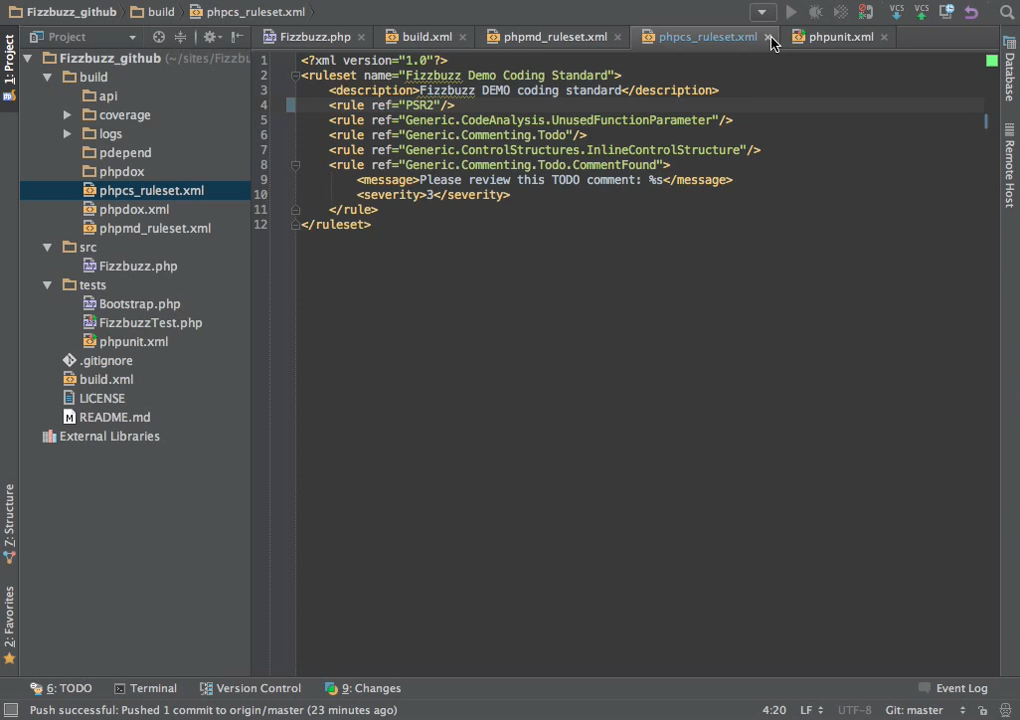 Fizzbuzz_github build phpcs_ruleset.xml
Project
Fizzbuzz.php build.xml phpmd_ruleset.xml phpcs_ruleset.xml phpunit.xml
1: Project
Fizzbuzz_github (~/sites/Fizzbu
build
api
coverage
logs
pdepend
phpdox
phpcs_ruleset.xml
phpdox.xml
phpmd_ruleset.xml
src
Fizzbuzz.php
tests
Bootstrap.php
FizzbuzzTest.php
phpunit.xml
.gitignore
build.xml
LICENSE
README.md
External Libraries
Z: Structure
2: Favorites
1 <?xml version="1.0"?>
2 <ruleset name="Fizzbuzz Demo Coding Standard">
3 <description>Fizzbuzz DEMO coding standard</description>
4 <rule ref="PSR2"/>
5 <rule ref="Generic.CodeAnalysis.UnusedFunctionParameter"/>
6 <rule ref="Generic.Commenting.Todo"/>
7 <rule ref="Generic.ControlStructures.InlineControlStructure"/>
8 <rule ref="Generic.Commenting.Todo.CommentFound">
9 <message>Please review this TODO comment: %s</message>
10 <severity>3</severity>
11 </rule>
12 </ruleset>
VCS VCS
Database
Remote Host
6: TODO Terminal Version Control 9: Changes Event Log
Push successful: Pushed 1 commit to origin/master (23 minutes ago) 4:20 LF UTF-8 Git: master